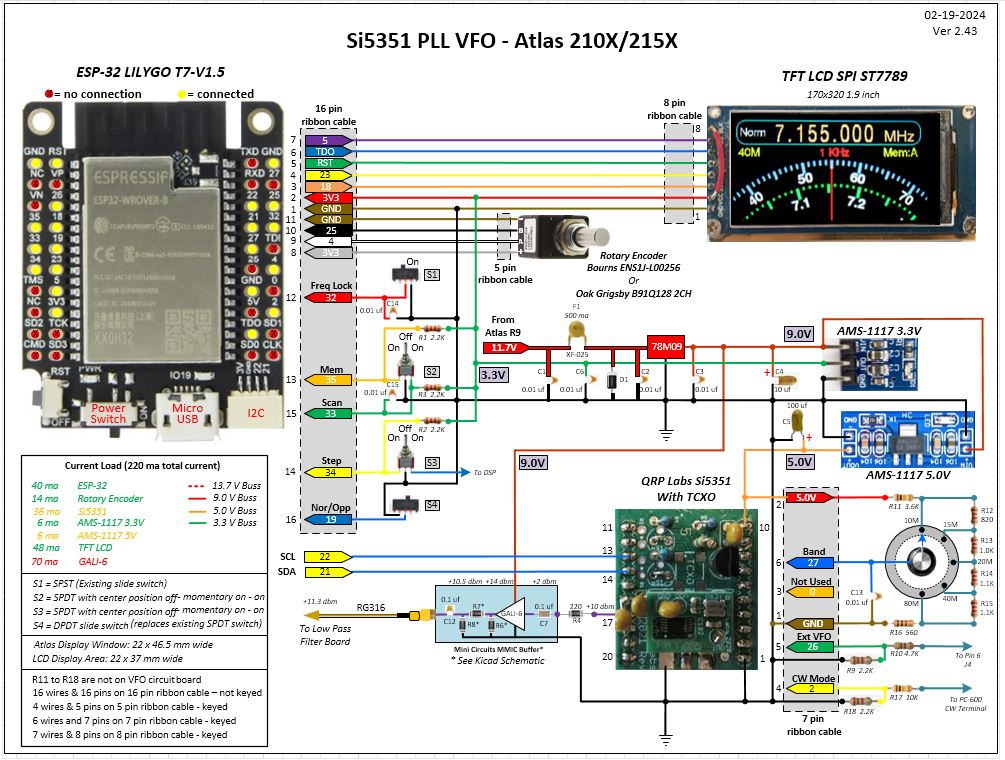 02-19-2024
Ver 2.43
Si5351 PLL VFO - Atlas 210X/215X
ESP-32 LILYGO T7-V1.5
= no connection
= connected
TFT LCD SPI ST7789
170x320 1.9 inch
16 pin
ribbon cable
8 pin
ribbon cable
GND RST
NC VP
VN 26
35 18
33 19
34 23
TMS 5
NC 3V3
SD2 TCK
CMD SD3
TXD GND
RXD 27
22 25
21 32
27 TDI
25 4
GND 0
5V 2
TDO SD1
SD0 CLK
ESPRESSIF
ESP32-WROVER-B
RST
PWR
IO19
OFF
ON
3V
GND
21
22
Power
Switch
Micro
USB
I2C
7 5
6 TDO
5 RST
4 23
3 18
2 3V3
1 GND
11 GND
10 25
9 4
8 3V3
8
1
Norm 7.155.000 MHz
40M 1 KHz Mem:A
40 50 60 70
7.1 7.2
5 pin
ribbon cable
Rotary Encoder
Bourns ENS1J-L00256
Or
Oak Grigsby B91Q128 2CH
Freq Lock
12 32
On
S1
C14
0.01 uf
R1 2.2K
Off
On On
S2
Mem
13 35
C15
0.01 uf
R3 2.2K
Scan
15 33
R2 2.2K
Off
On On
S3
Step
14 34
To DSP
S4
Nor/Opp
16 19
From
Atlas R9
11.7V
F1
500 ma
XF-025
78M09
9.0V
AMS-1117 3.3V
3.3V
C1
0.01 uf
C6
0.01 uf
D1
C2
0.01 uf
C3
0.01 uf
+
C4
10 uf
100 uf
C5
+
5.0V
AMS-1117 5.0V
9.0V
QRP Labs Si5351
With TCXO
11
13
14
17
20
10
1
SCL 22
SDA 21
+11.3 dbm
RG316
To Low Pass
Filter Board
+10.5 dbm +14 dbm +2 dbm
0.1 uf
C12
R7*
R8*
R6*
GALI-6
0.1 uf
C7
220
R4
+10 dbm
Mini Circuits MMIC Buffer*
* See Kicad Schematic
2 5.0V
R11 3.6K
Band
6 27
Not Used
3 0
C13
0.01 uf
1 GND
R16 560
Ext VFO
5 26
R10 4.7K
R9 2.2K
To Pin 6
J4
CW Mode
4 2
R17 10K
R18 2.2K
To PC-600
CW Terminal
7 pin
ribbon cable
10M
15M
20M
40M
80M
R12
820
R13
1.0K
R14
1.1K
R15
1.1K
Current Load (220 ma total current)
40 ma ESP-32
14 ma Rotary Encoder
36 ma Si5351
6 ma AMS-1117 3.3V
6 ma AMS-1117 5V
48 ma TFT LCD
70 ma GALI-6
13.7 V Buss
9.0 V Buss
5.0 V Buss
3.3 V Buss
S1 = SPST (Existing slide switch)
S2 = SPDT with center position off- momentary on - on
S3 = SPDT with center position off- momentary on - on
S4 = DPDT slide switch (replaces existing SPDT switch)
Atlas Display Window: 22 x 46.5 mm wide
LCD Display Area: 22 x 37 mm wide
R11 to R18 are not on VFO circuit board
16 wires & 16 pins on 16 pin ribbon cable – not keyed
4 wires & 5 pins on 5 pin ribbon cable - keyed
6 wires and 7 pins on 7 pin ribbon cable - keyed
7 wires & 8 pins on 8 pin ribbon cable - keyed